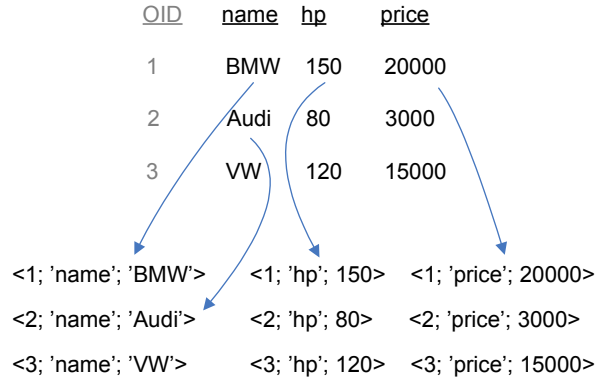 OID name hp price
1 BMW 150 20000
2 Audi 80 3000
3 VW 120 15000
<1; ’name’; ’BMW’> <1; ’hp’; 150> <1; ’price’; 20000>
<2; ’name’; ’Audi’> <2; ’hp’; 80> <2; ’price’; 3000>
<3; ’name’; ’VW’> <3; ’hp’; 120> <3; ’price’; 15000>